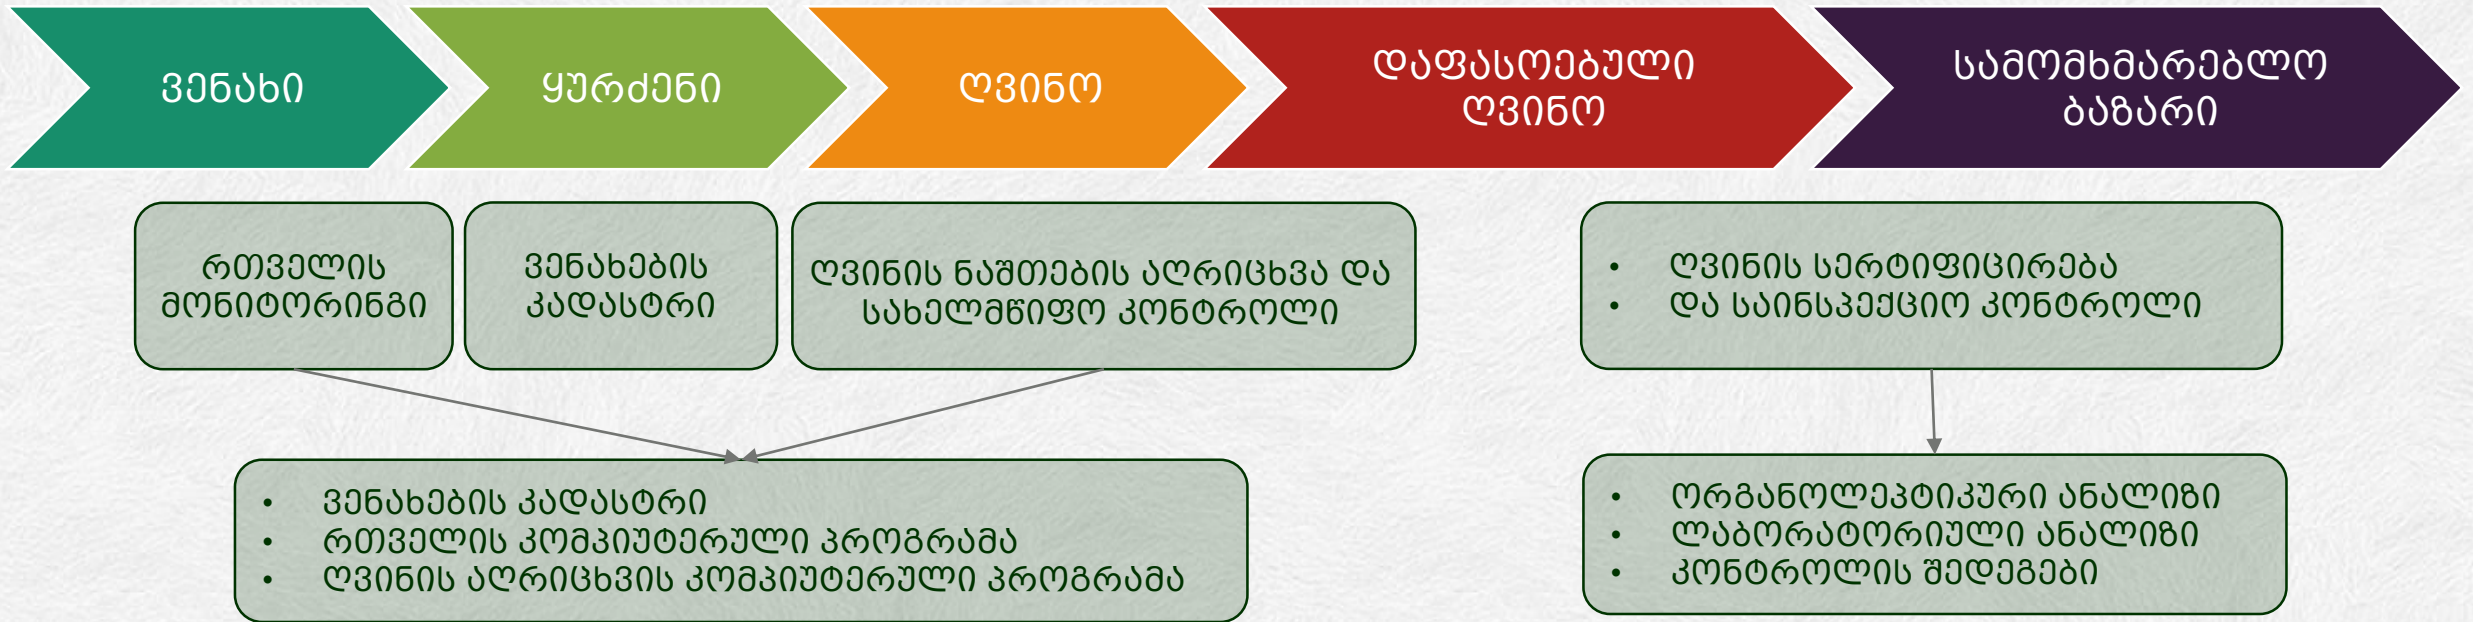 ვენახი
ყურძენი
ღვინო
დაფასოებული
ღვინო
სამომხმარებლო
ბაზარი
რთველის
მონიტორინგი
ვენახების
კადასტრი
ღვინის ნაშთების აღრიცხვა და
სახელმწიფო კონტროლი
• ღვინის სერტიფიცირება
• და საინსპექციო კონტროლი
• ვენახების კადასტრი
• რთველის კომპიუტერული პროგრამა
• ღვინის აღრიცხვის კომპიუტერული პროგრამა
• ორგანოლეპტიკური ანალიზი
• ლაბორატორიული ანალიზი
• კონტროლის შედეგები